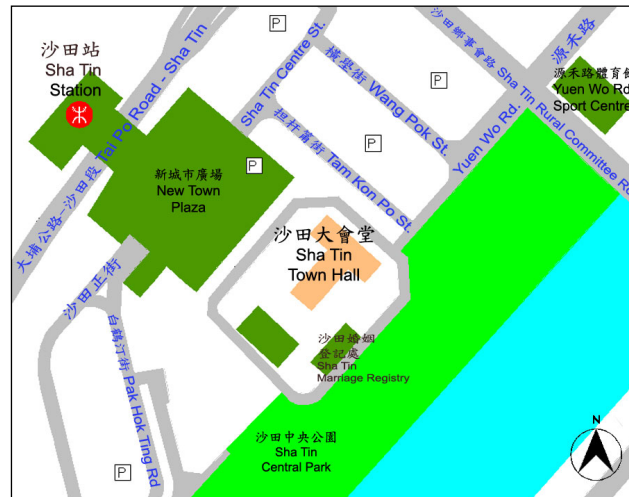 沙田站
Sha Tin
Station
大埔公路-沙田段 Tai Po Road - Sha Tin
P
Sha Tin Centre St.
橫壆街 Wang Pok St.
P
沙田鄉事會路 Sha Tin Rural Committee Rd
源禾路
Yuen Wo Rd.
源禾路體育
Yuen Wo Rd
Sport Centre
P
担杆莆街 Tam Kon Po St.
P
新城市廣場
New Town
Plaza
P
沙田大會堂
Sha Tin
Town Hall
沙田正街
白鶴汀街 Pak Hok Ting Rd
沙田婚姻
登記處
Sha Tin
Marriage Registry
沙田中央公園
Sha Tin
Central Park
P
N